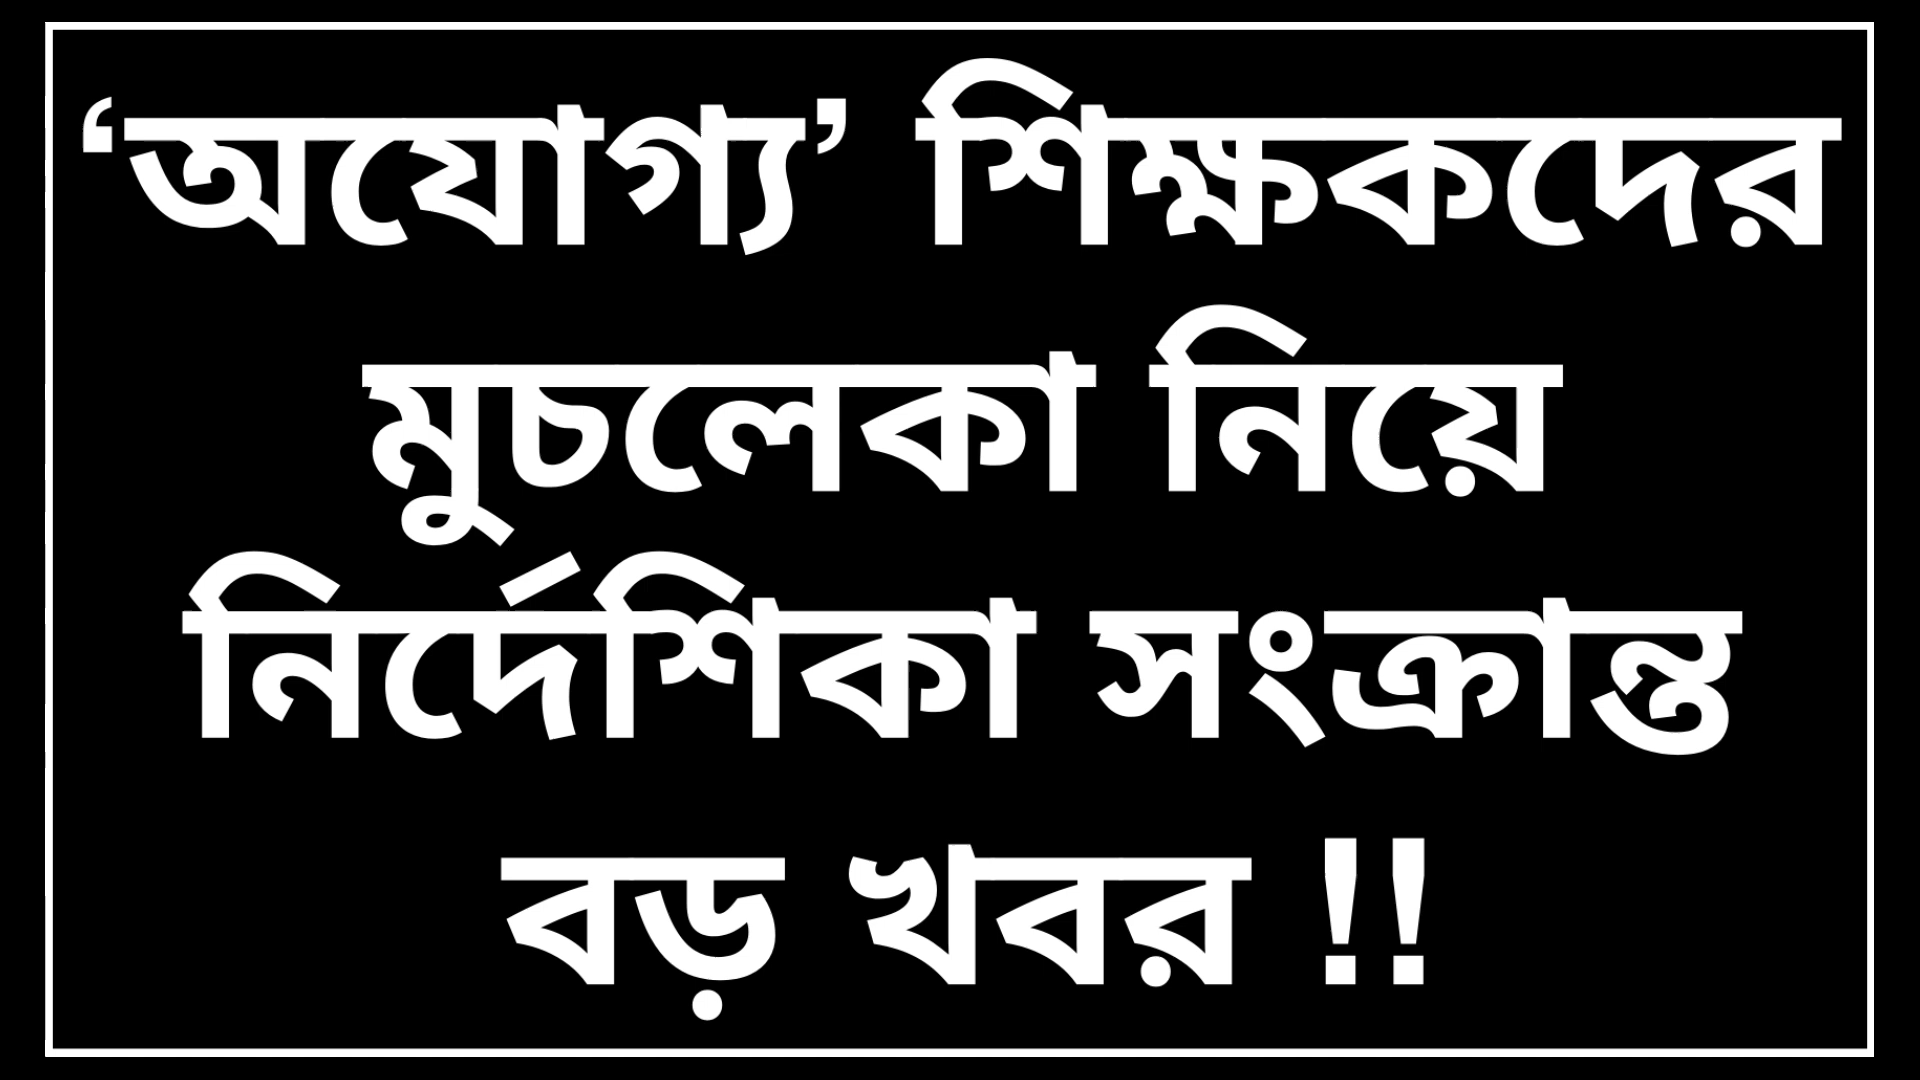 ‘অযোগ্য’ শিক্ষকদের
মুচলেকা নিয়ে
নির্দেশিকা সংক্রান্ত
বড় খবর !!